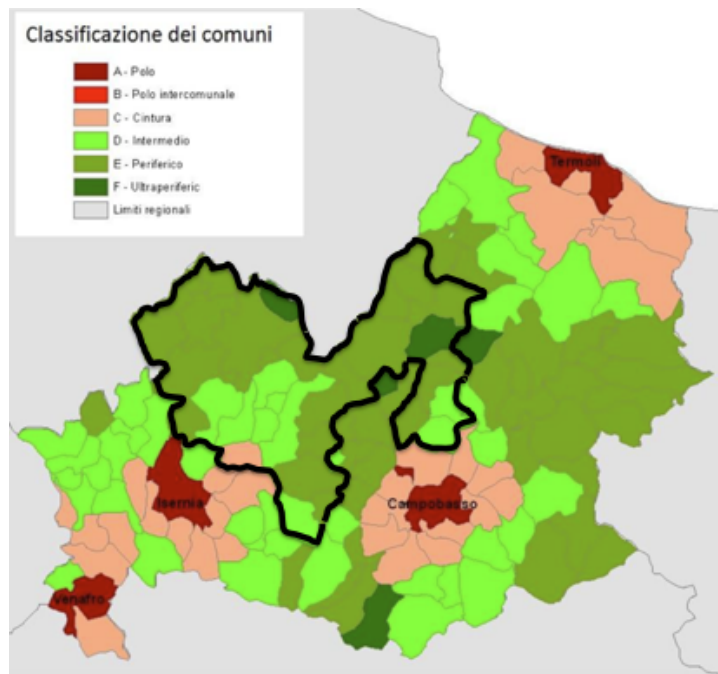 Classificazione dei comuni
A - Polo
B - Polo intercomunale
C - Cintura
D - Intermedio
E - Periferico
F - Ultraperiferic
Limiti regionali
Termoli
Isernia
Campobasso
Venafro